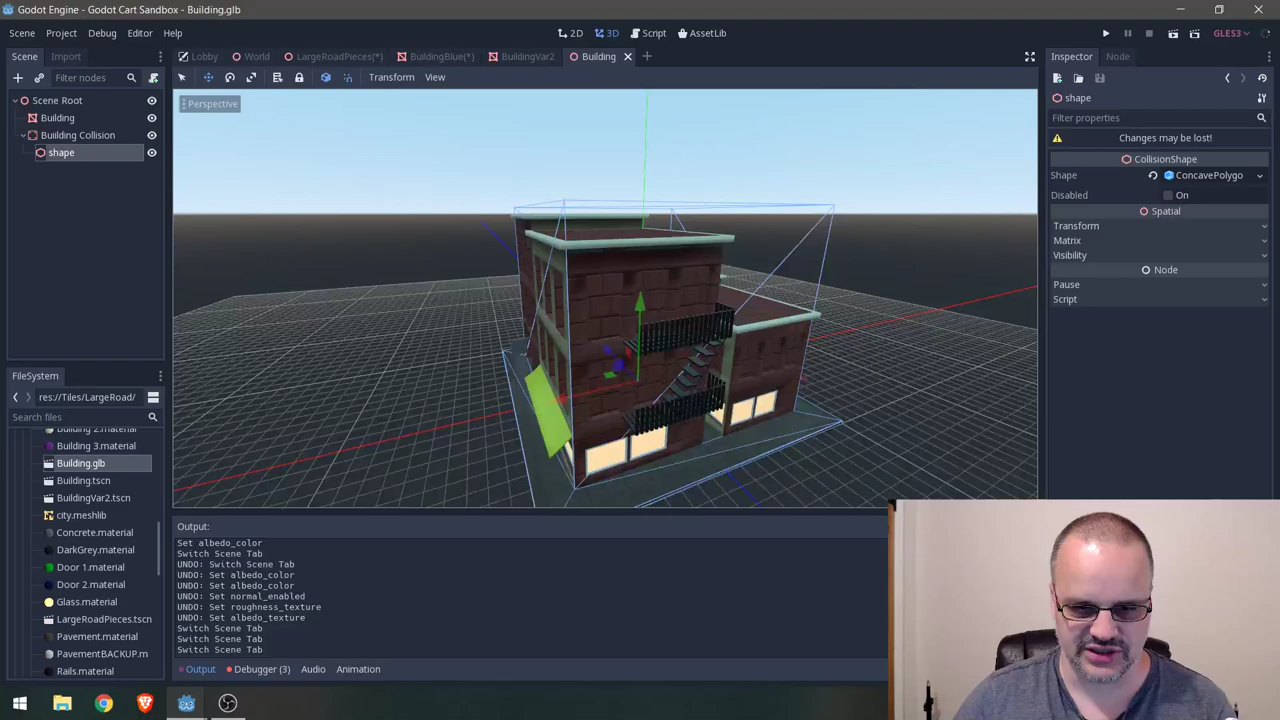 Godot Engine - Godot Cart Sandbox - Building.glb
Scene Project Debug Editor Help
2D 3D Script AssetLib
GLES3
Scene Import
Lobby World LargeRoadPieces(*) BuildingBlue(*) BuildingVar2 Building
Inspector Node
Filter nodes
Transform View
Scene Root
Building
Buiilding Collision
shape
Perspective
shape
Filter properties
Changes may be lost!
CollisionShape
Shape ConcavePolygo
Disabled On
Spatial
Transform
Matrix
Visibility
Node
Pause
Script
FileSystem
res://Tiles/LargeRoad/
Search files
Building 2.material
Building 3.material
Building.glb
Building.tscn
BuildingVar2.tscn
city.meshlib
Concrete.material
DarkGrey.material
Door 1.material
Door 2.material
Glass.material
LargeRoadPieces.tscn
Pavement.material
PavementBACKUP.m
Rails.material
Output:
Set albedo_color
Switch Scene Tab
UNDO: Switch Scene Tab
UNDO: Set albedo_color
UNDO: Set albedo_color
UNDO: Set normal_enabled
UNDO: Set roughness_texture
UNDO: Set albedo_texture
Switch Scene Tab
Switch Scene Tab
Switch Scene Tab
Output Debugger (3) Audio Animation